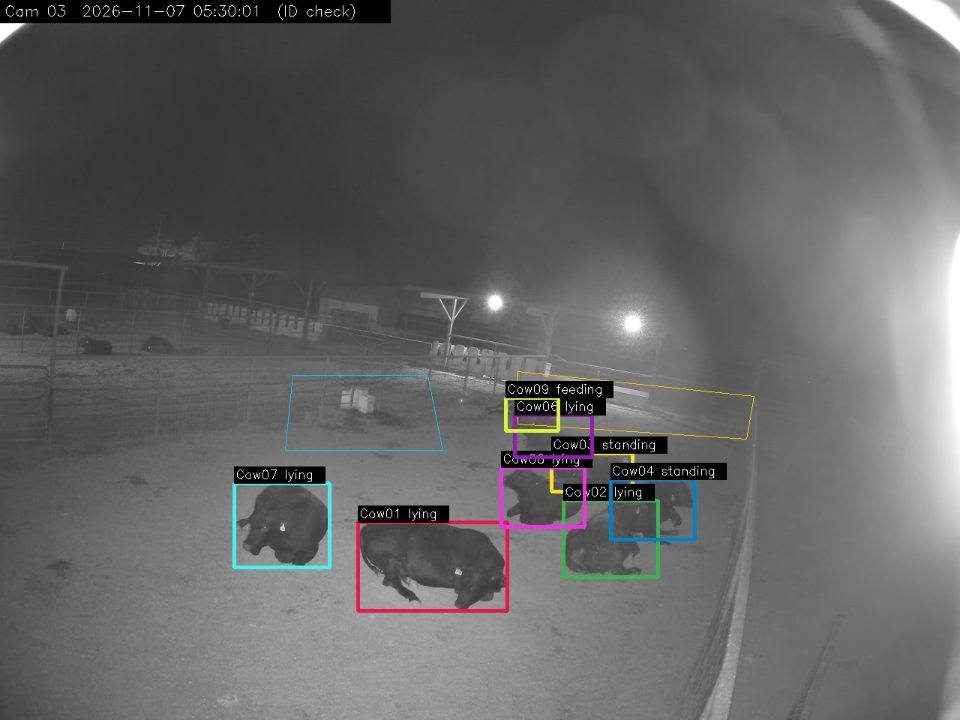 Cam 03  2026-11-07 05:30:01  (ID check)
Cow09 feeding
Cow06 lying
Cow03 standing
Cow08 lying
Cow04 standing
Cow07 lying
Cow02 lying
Cow01 lying